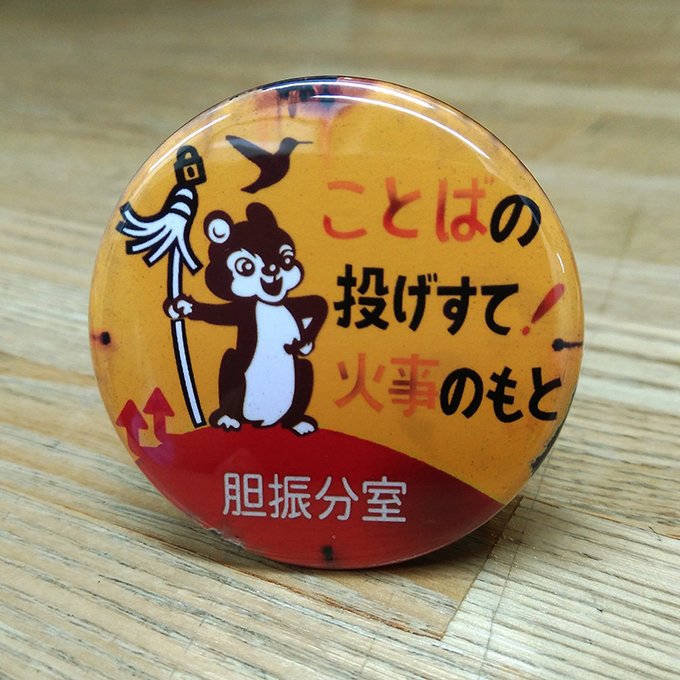 ことばの
投げすて!
火事のもと
胆振分室